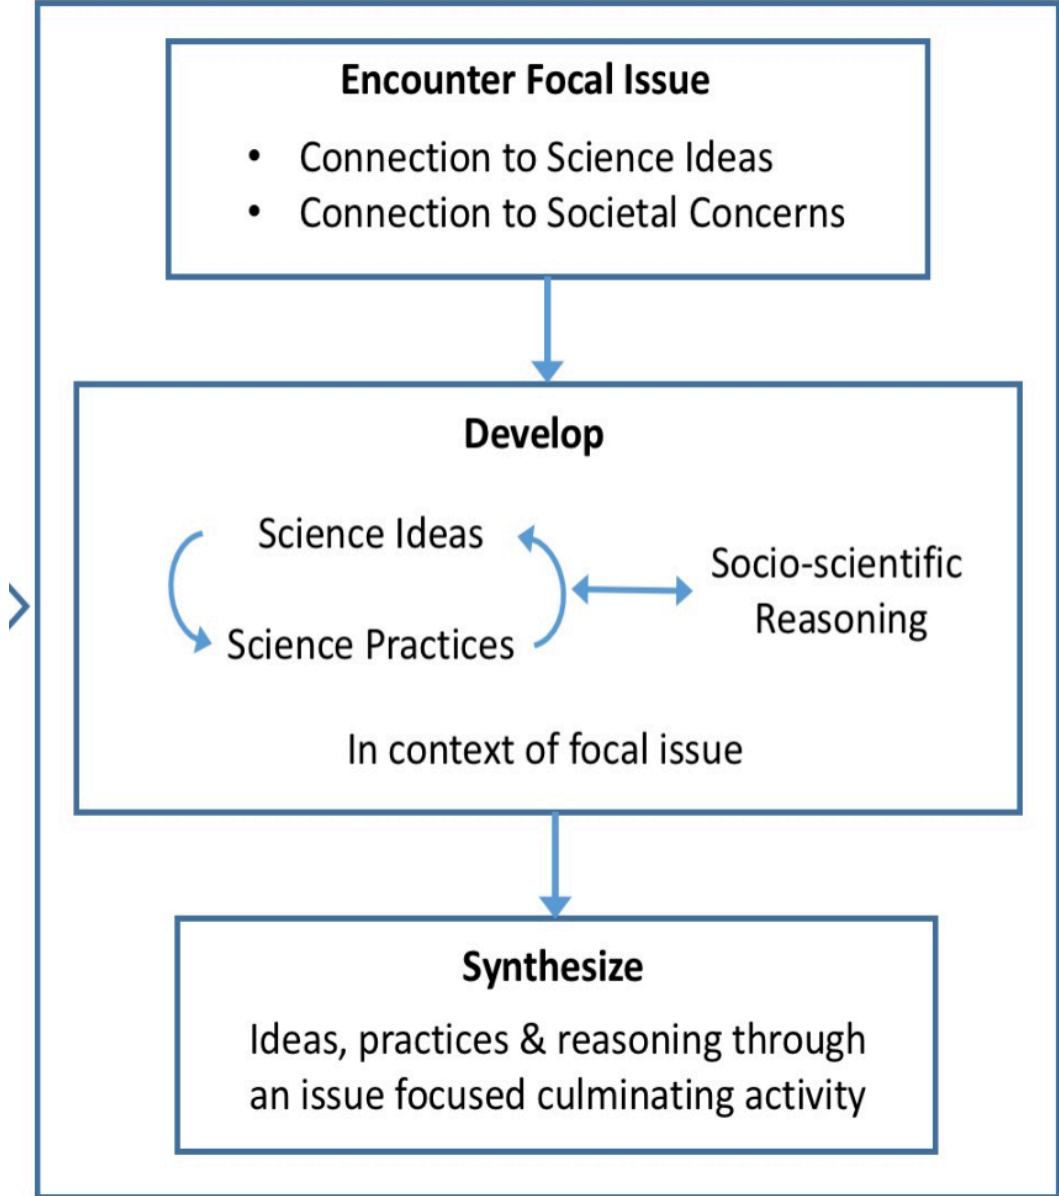 Encounter Focal Issue
• Connection to Science Ideas
• Connection to Societal Concerns
Develop
Science Ideas
Science Practices
Socio-scientific
Reasoning
In context of focal issue
Synthesize
Ideas, practices & reasoning through
an issue focused culminating activity